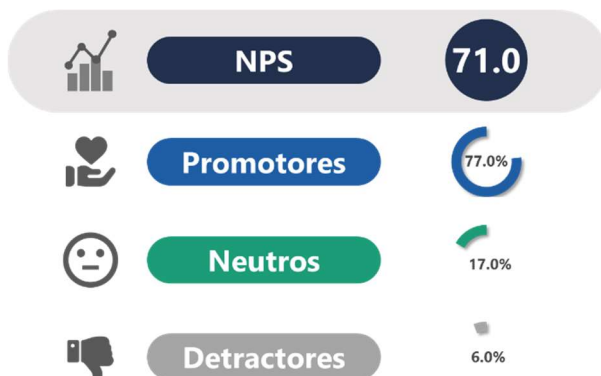 NPS 71.0
Promotores 77.0%
Neutros 17.0%
Detractores 6.0%